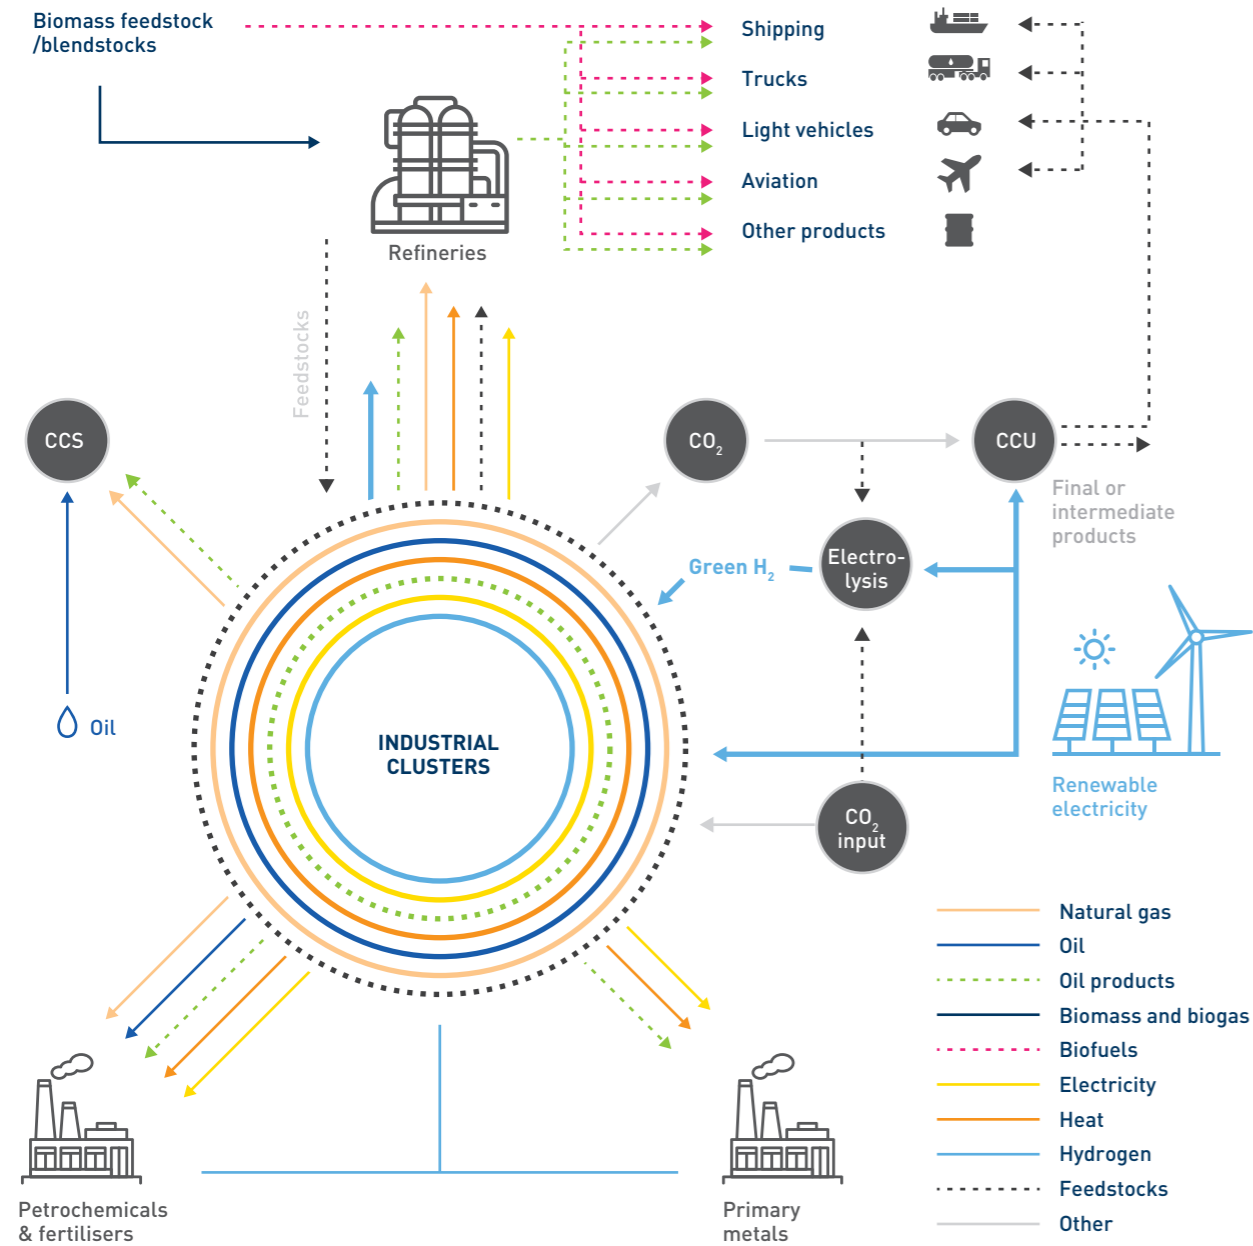 Biomass feedstock
/blendstocks
Shipping
Trucks
Light vehicles
Aviation
Other products
Refineries
Feedstocks
CCS
CO₂
CCU
Final or
intermediate
products
Electro-
lysis
Green H₂
Oil
INDUSTRIAL
CLUSTERS
Renewable
electricity
CO₂
input
Natural gas
Oil
Oil products
Biomass and biogas
Biofuels
Electricity
Heat
Hydrogen
Feedstocks
Other
Petrochemicals
& fertilisers
Primary
metals